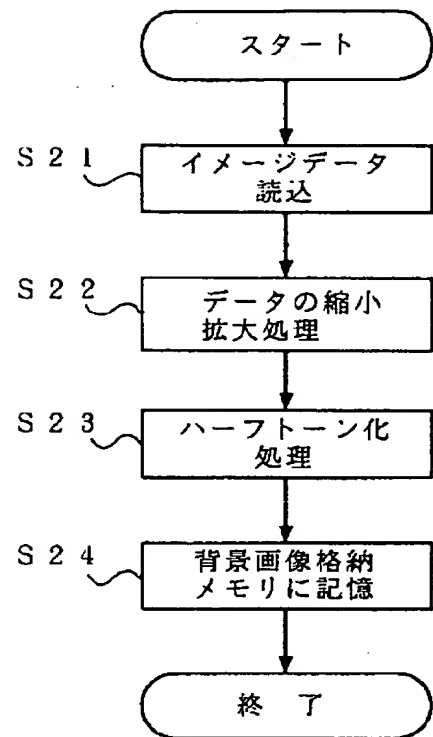 スタート
S21
イメージデータ
読込
S22
データの縮小
拡大処理
S23
ハーフトーン化
処理
S24
背景画像格納
メモリに記憶
終 了